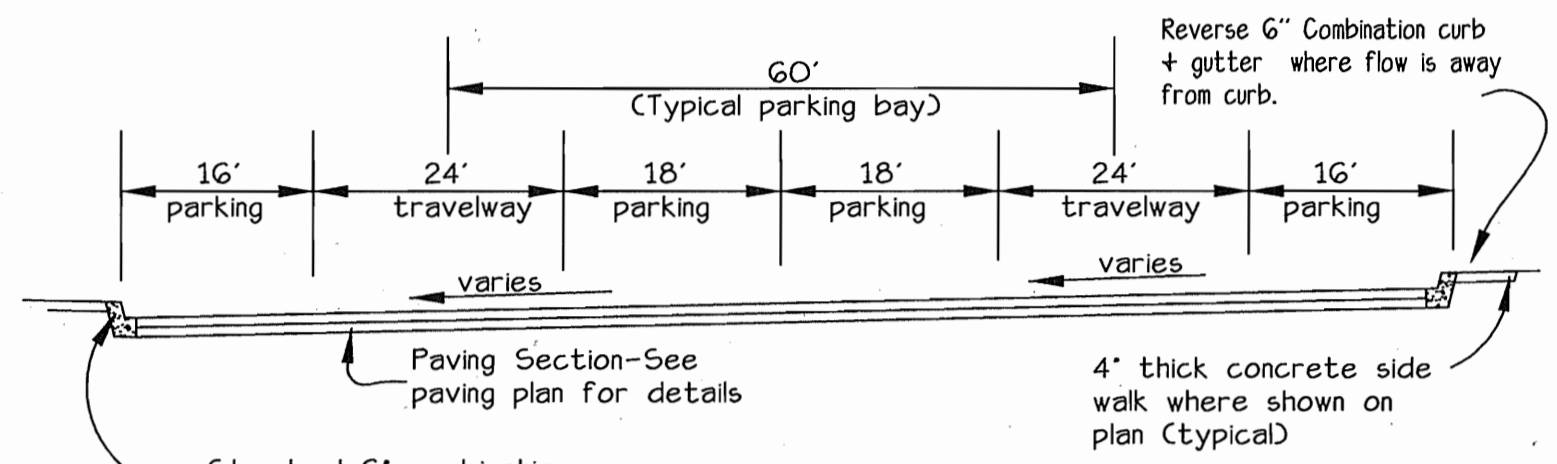 Reverse 6" Combination curb
+ gutter where flow is away
from curb.
60'
(Typical parking bay)
16' 24' 18' 18' 24' 16'
parking travelway parking parking travelway parking
varies
varies
Paving Section-See
paving plan for details
4" thick concrete side
walk where shown on
plan (typical)